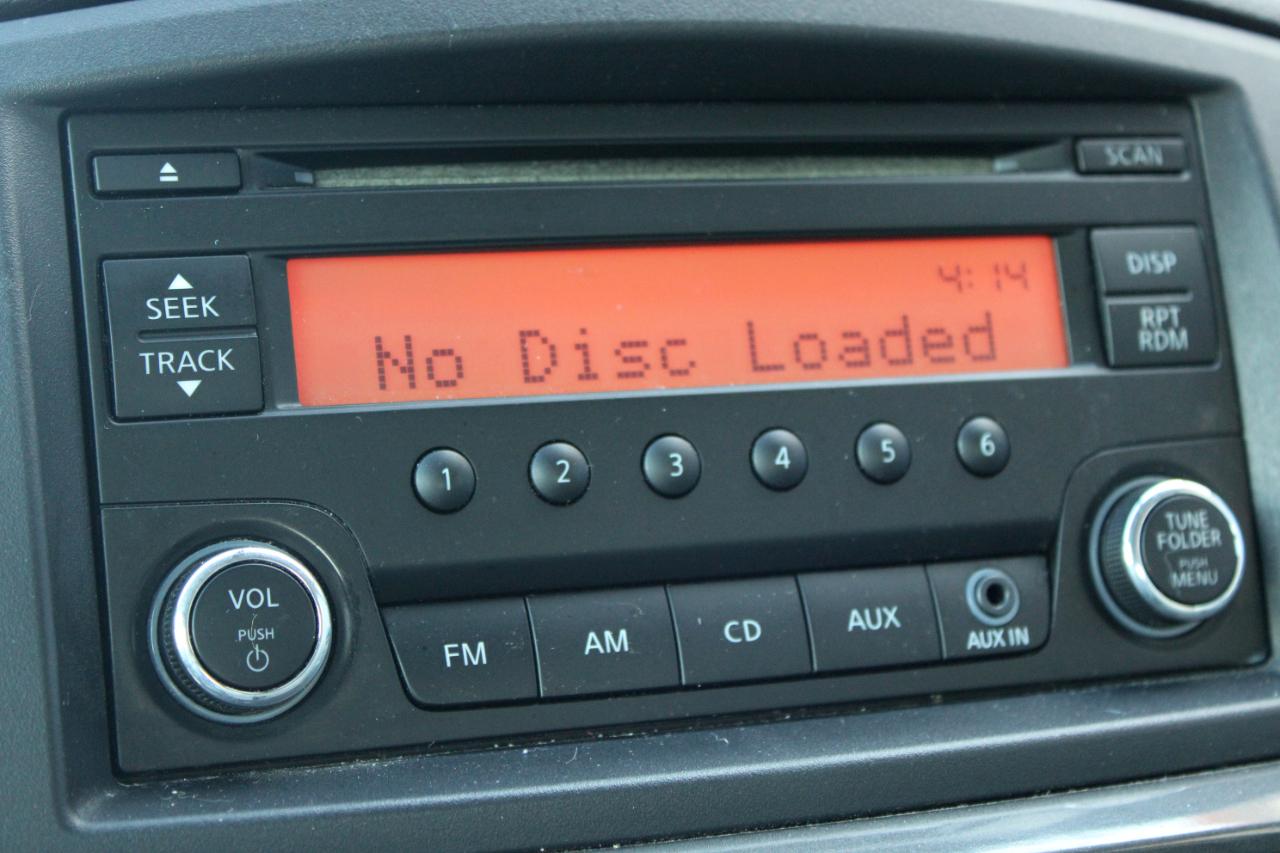 SCAN
SEEK
TRACK
4:14
No Disc Loaded
DISP
RPT
RDM
1 2 3 4 5 6
VOL
PUSH
FM AM CD AUX
AUX IN
TUNE
FOLDER
PUSH
MENU